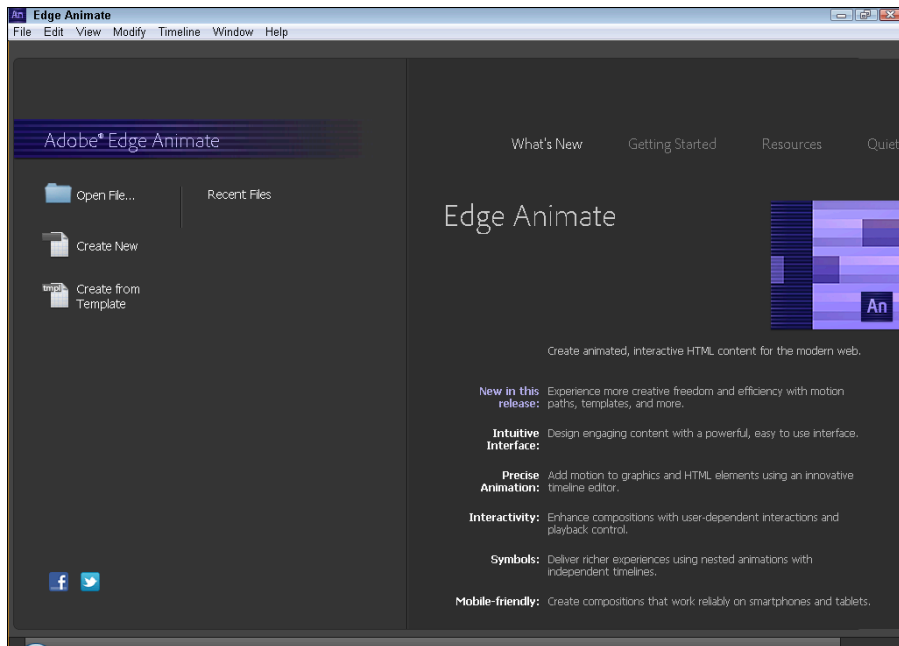 An Edge Animate
File Edit View Modify Timeline Window Help
Adobe® Edge Animate
Open File...
Recent Files
Create New
tmpl
Create from
Template
What's New Getting Started Resources Quiet
Edge Animate
An
Create animated, interactive HTML content for the modern web.
New in this Experience more creative freedom and efficiency with motion
release: paths, templates, and more.
Intuitive Design engaging content with a powerful, easy to use interface.
Interface:
Precise Add motion to graphics and HTML elements using an innovative
Animation: timeline editor.
Interactivity: Enhance compositions with user-dependent interactions and
playback control.
Symbols: Deliver richer experiences using nested animations with
independent timelines.
Mobile-friendly: Create compositions that work reliably on smartphones and tablets.